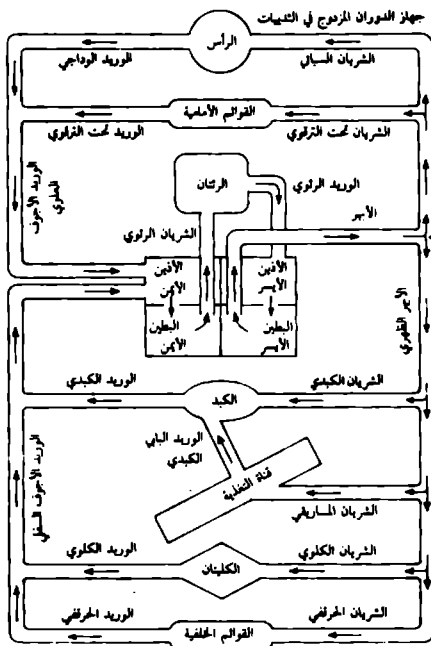 جهاز الدوران المزدوج في الثدييات
الرأس
الشريان السباتي
الوريد الوداجي
القوائم الأمامية
الشريان تحت الترقوي
الوريد تحت الترقوي
الوريد الأجوف
العلوي
الرئتان
الوريد الرئوي
الشريان الرئوي
الأبهر
الأذين
الأيمن
الأذين
الأيسر
البطين
الأيمن
البطين
الأيسر
الأبهر الظهري
الشريان الكبدي
الكبد
الوريد الكبدي
الوريد البابي
الكبدي
قناة التغذية
الشريان المساريقي
الوريد الأجوف السفلي
الشريان الكلوي
الكليتان
الوريد الكلوي
الشريان الحرقفي
الوريد الحرقفي
القوائم الخلفية